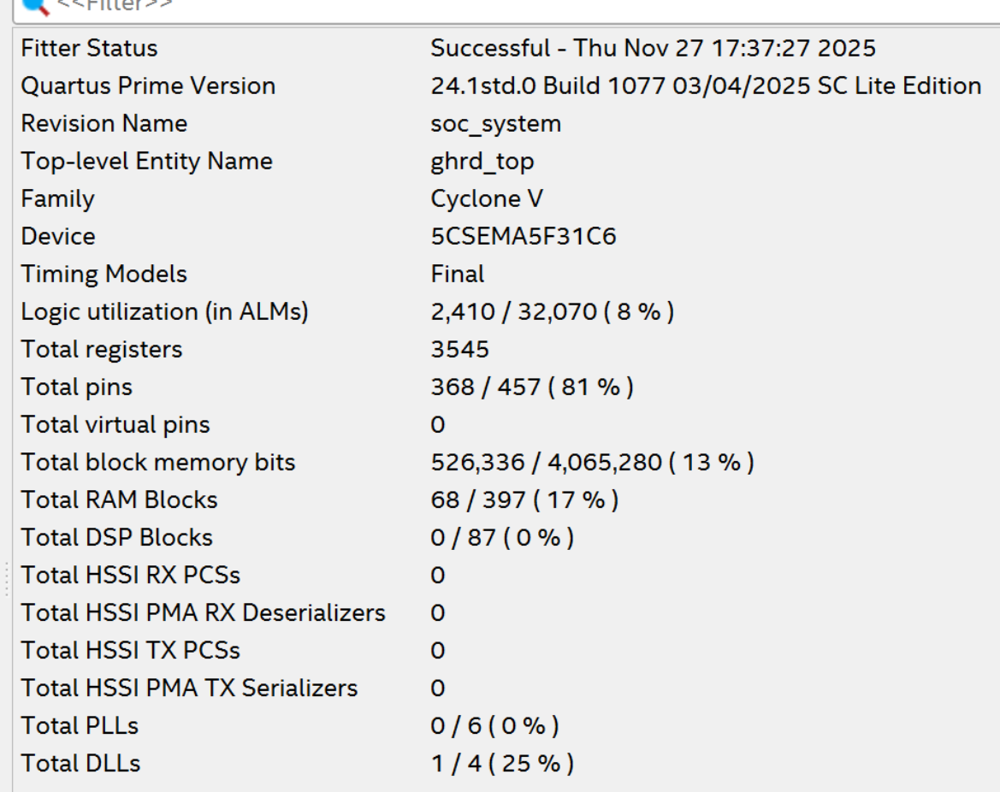 <<Filter>>
Fitter Status Successful - Thu Nov 27 17:37:27 2025
Quartus Prime Version 24.1std.0 Build 1077 03/04/2025 SC Lite Edition
Revision Name soc_system
Top-level Entity Name ghrd_top
Family Cyclone V
Device 5CSEMA5F31C6
Timing Models Final
Logic utilization (in ALMs) 2,410 / 32,070 ( 8 % )
Total registers 3545
Total pins 368 / 457 ( 81 % )
Total virtual pins 0
Total block memory bits 526,336 / 4,065,280 ( 13 % )
Total RAM Blocks 68 / 397 ( 17 % )
Total DSP Blocks 0 / 87 ( 0 % )
Total HSSI RX PCSs 0
Total HSSI PMA RX Deserializers 0
Total HSSI TX PCSs 0
Total HSSI PMA TX Serializers 0
Total PLLs 0 / 6 ( 0 % )
Total DLLs 1 / 4 ( 25 % )